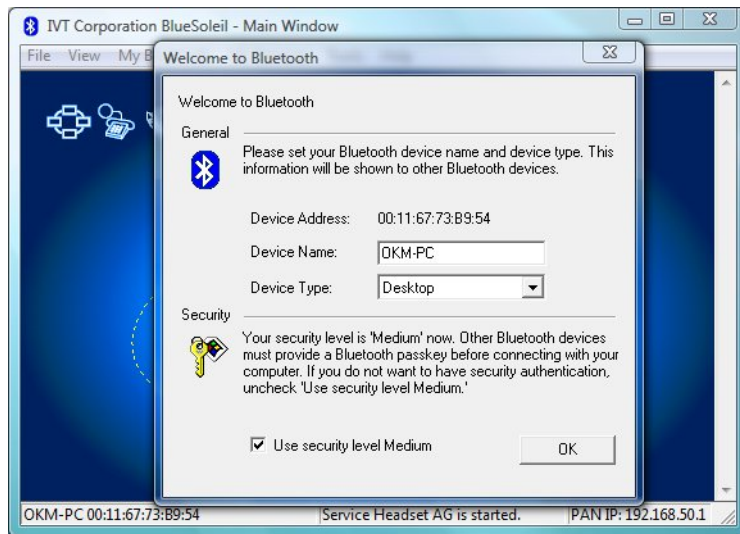 IVT Corporation BlueSoleil - Main Window
File View My B
Welcome to Bluetooth
Welcome to Bluetooth
General
Please set your Bluetooth device name and device type. This
information will be shown to other Bluetooth devices.
Device Address: 00:11:67:73:B9:54
Device Name: OKM-PC
Device Type: Desktop
Security
Your security level is 'Medium' now. Other Bluetooth devices
must provide a Bluetooth passkey before connecting with your
computer. If you do not want to have security authentication,
uncheck 'Use security level Medium.'
Use security level Medium
OK
OKM-PC 00:11:67:73:B9:54 Service Headset AG is started. PAN IP: 192.168.50.1